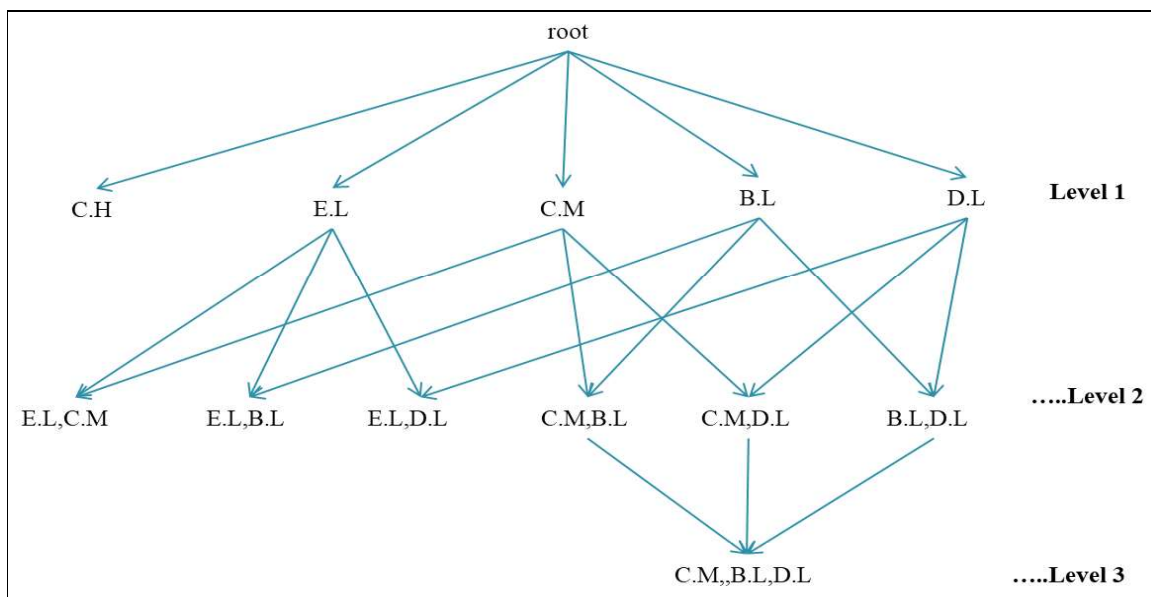 root
C.H E.L C.M B.L D.L Level 1
E.L,C.M E.L,B.L E.L,D.L C.M,B.L C.M,D.L B.L,D.L .....Level 2
C.M,,B.L,D.L .....Level 3